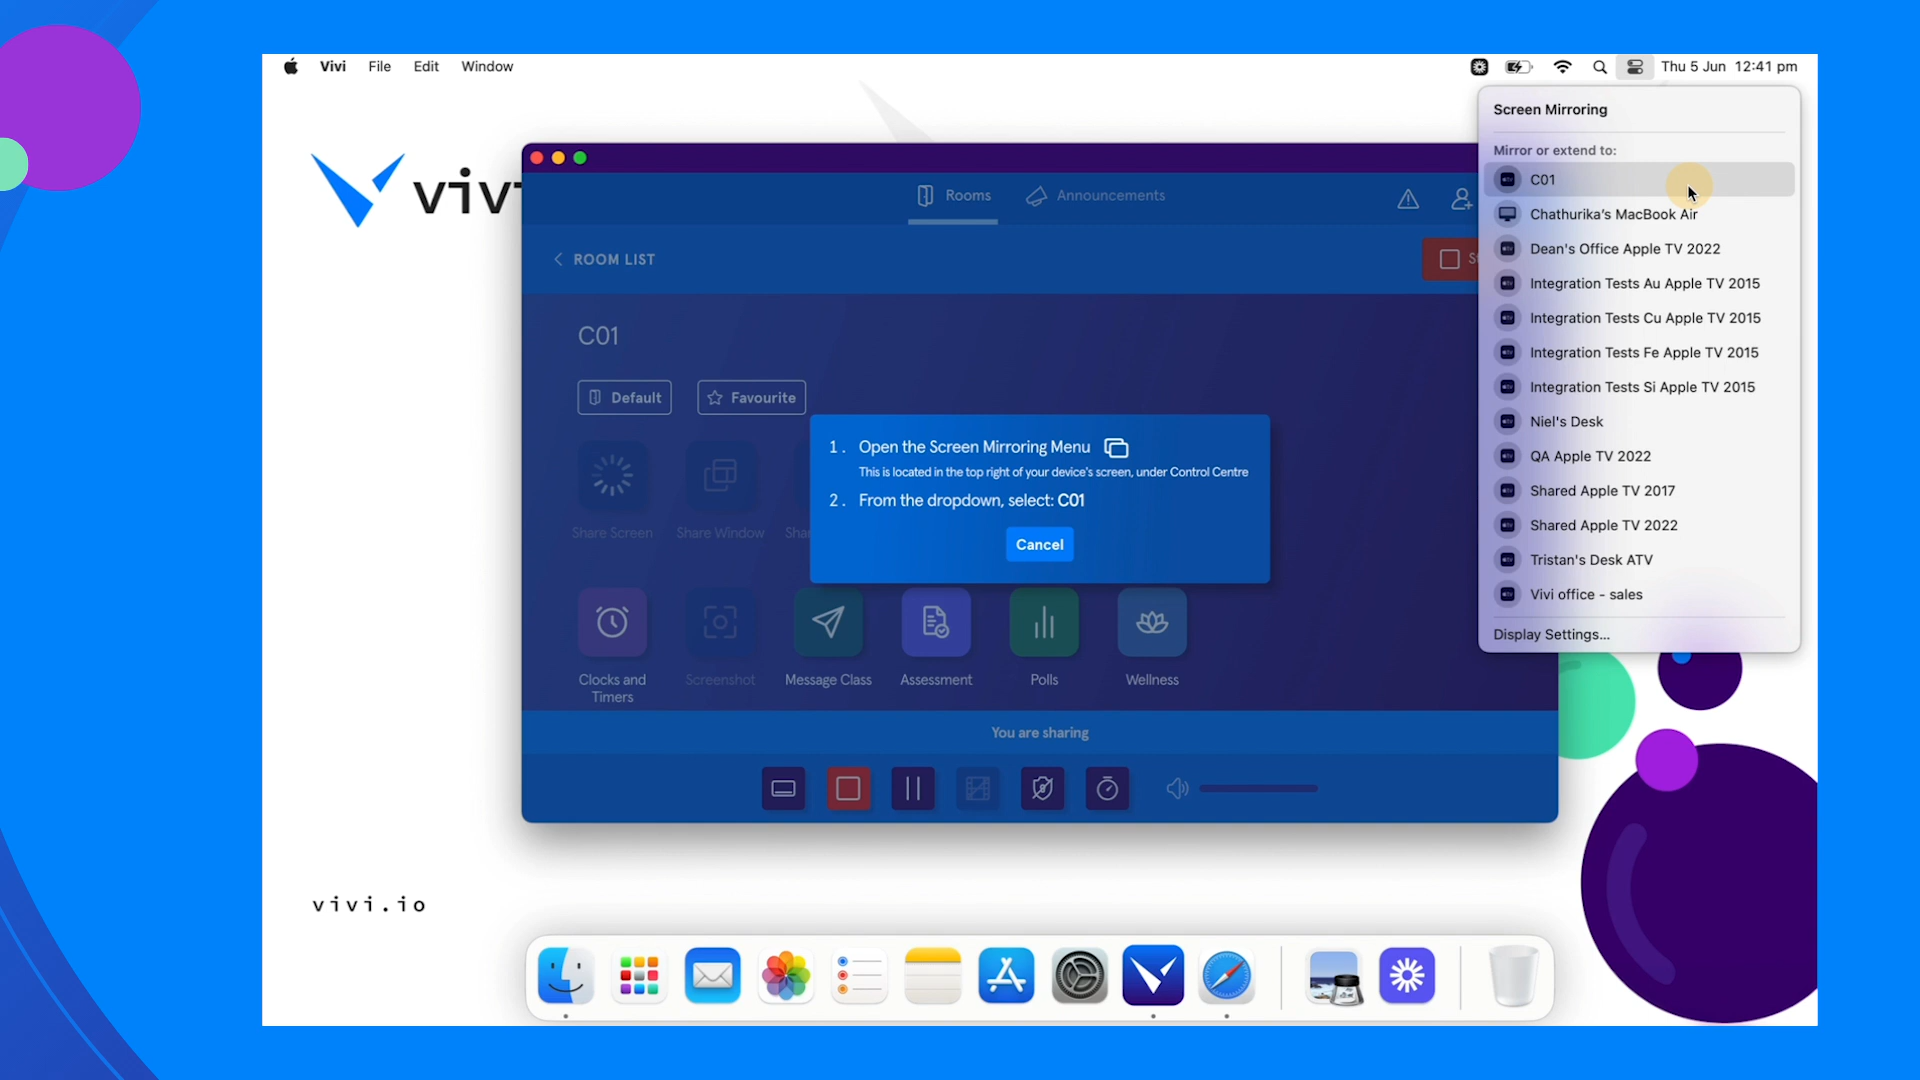 Vivi File Edit Window
Thu 5 Jun 12:41 pm
Screen Mirroring
Mirror or extend to:
C01
Chathurika's MacBook Air
Dean's Office Apple TV 2022
Integration Tests Au Apple TV 2015
Integration Tests Cu Apple TV 2015
Integration Tests Fe Apple TV 2015
Integration Tests Si Apple TV 2015
Niel's Desk
QA Apple TV 2022
Shared Apple TV 2017
Shared Apple TV 2022
Tristan's Desk ATV
Vivi office - sales
Display Settings...
vivi
Rooms Announcements
ROOM LIST
C01
Default Favourite
1. Open the Screen Mirroring Menu
This is located in the top right of your device's screen, under Control Centre
2. From the dropdown, select: C01
Cancel
Share Screen Share Window
Clocks and Timers
Screenshot
Message Class
Assessment
Polls
Wellness
You are sharing
vivi.io